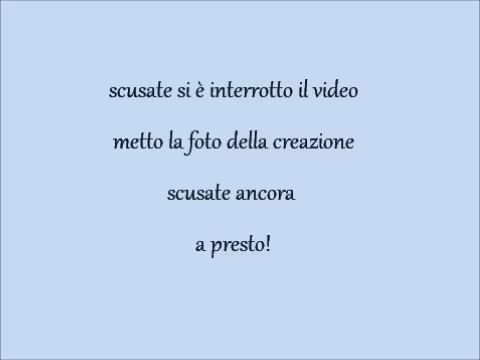 scusate si è interrotto il video
metto la foto della creazione
scusate ancora
a presto!